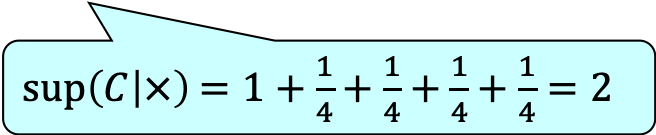 sup(C|×) = 1 + 1/4 + 1/4 + 1/4 + 1/4 = 2